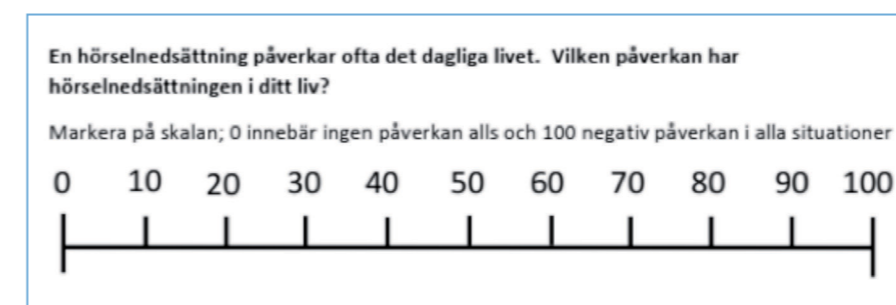 En hörselnedsättning påverkar ofta det dagliga livet. Vilken påverkan har
hörselnedsättningen i ditt liv?
Markera på skalan; 0 innebär ingen påverkan alls och 100 negativ påverkan i alla situationer
0 10 20 30 40 50 60 70 80 90 100